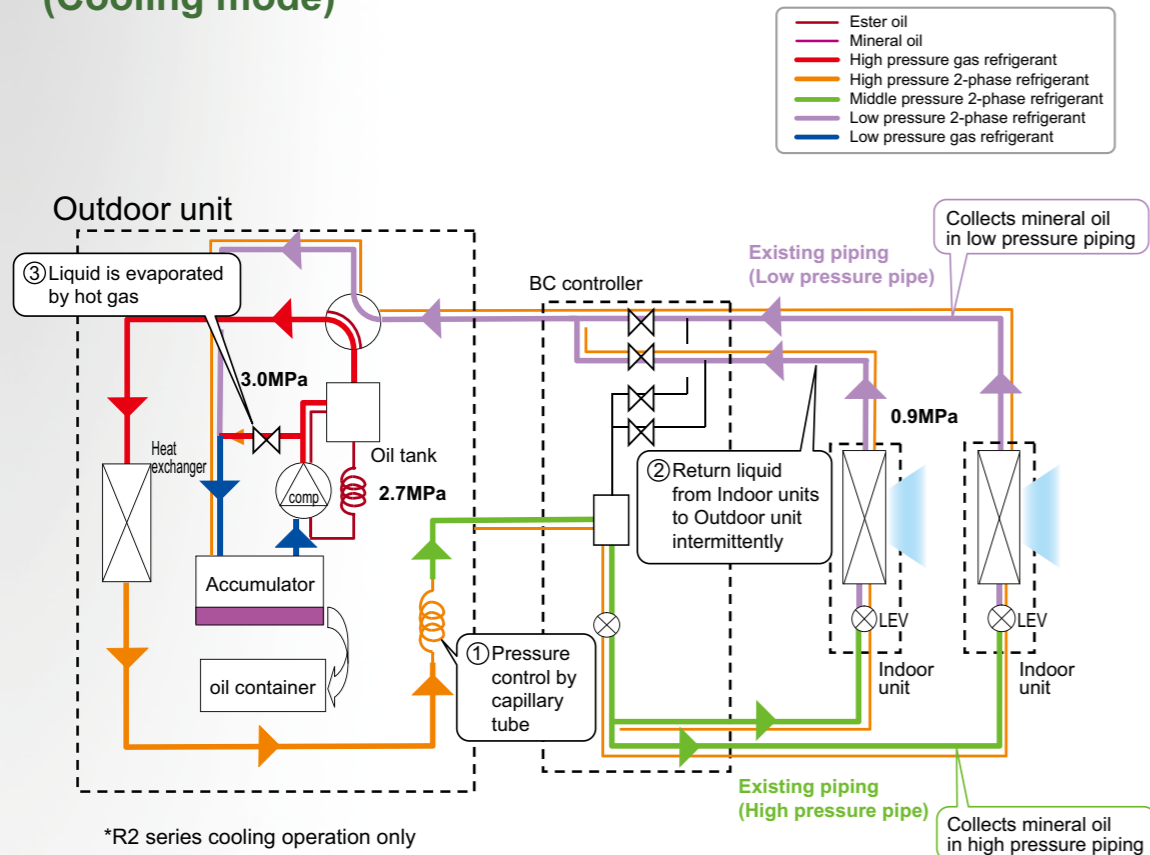 (Cooling mode)
Ester oil
Mineral oil
High pressure gas refrigerant
High pressure 2-phase refrigerant
Middle pressure 2-phase refrigerant
Low pressure 2-phase refrigerant
Low pressure gas refrigerant
Outdoor unit
③Liquid is evaporated
by hot gas
BC controller
Existing piping
(Low pressure pipe)
Collects mineral oil
in low pressure piping
3.0MPa
0.9MPa
Heat
exchanger
Oil tank
comp
2.7MPa
②Return liquid
from Indoor units
to Outdoor unit
intermittently
Accumulator
oil container
①Pressure
control by
capillary
tube
LEV
LEV
Indoor
unit
Indoor
unit
Existing piping
(High pressure pipe)
Collects mineral oil
in high pressure piping
*R2 series cooling operation only